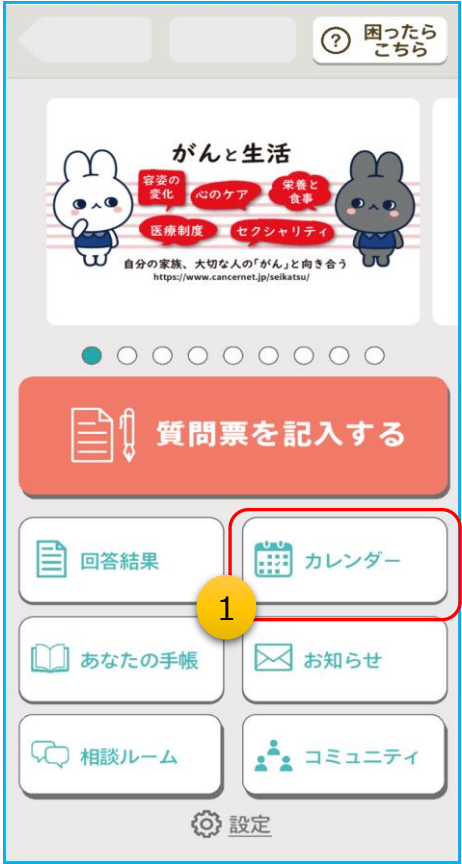 困ったら
こちら
がんと生活
容姿の
変化
心のケア
栄養と
食事
医療制度
セクシャリティ
自分の家族、大切な人の「がん」と向き合う
https://www.cancernet.jp/seikatsu/
質問票を記入する
回答結果
カレンダー
1
あなたの手帳
お知らせ
相談ルーム
コミュニティ
設定